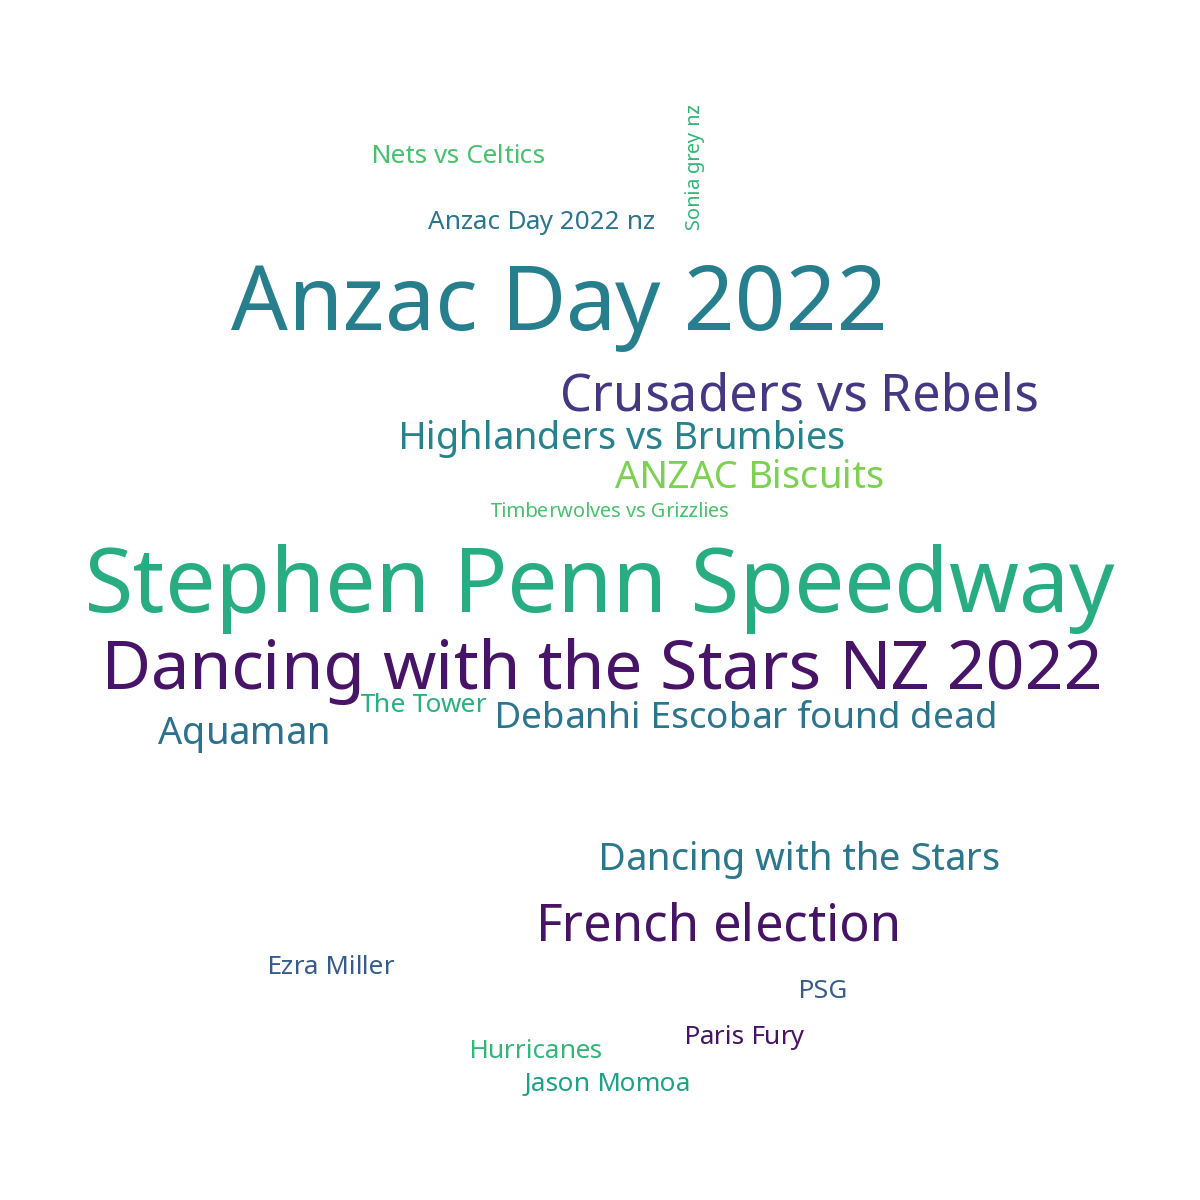 Sonia grey nz
Nets vs Celtics
Anzac Day 2022 nz
Anzac Day 2022
Crusaders vs Rebels
Highlanders vs Brumbies
ANZAC Biscuits
Timberwolves vs Grizzlies
Stephen Penn Speedway
Dancing with the Stars NZ 2022
The Tower
Debanhi Escobar found dead
Aquaman
Dancing with the Stars
French election
Ezra Miller
PSG
Paris Fury
Hurricanes
Jason Momoa